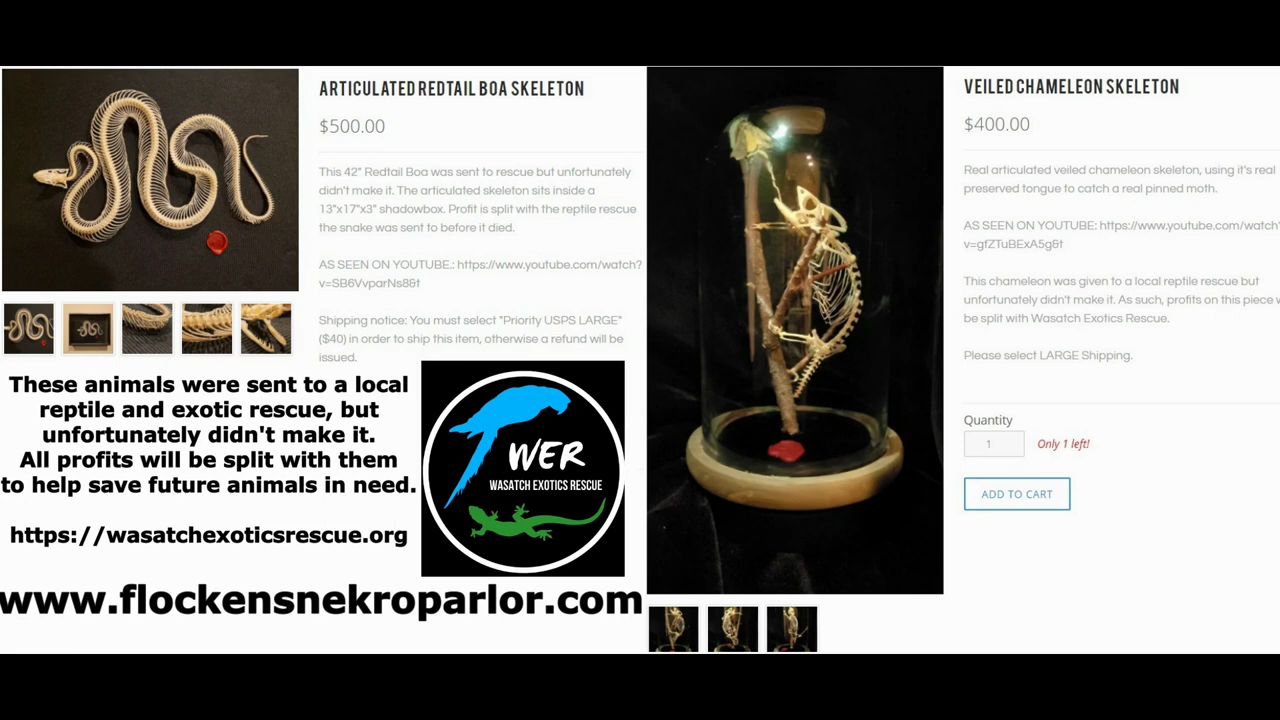 ARTICULATED REDTAIL BOA SKELETON
$500.00
This 42" Redtail Boa was sent to rescue but unfortunately
didn't make it. The articulated skeleton sits inside a
13"x17"x3" shadowbox. Profit is split with the reptile rescue
the snake was sent to before it died.
AS SEEN ON YOUTUBE.: https://www.youtube.com/watch?
v=SB6VvparNs8&t
Shipping notice: You must select "Priority USPS LARGE"
($40) in order to ship this item, otherwise a refund will be
issued.
These animals were sent to a local
reptile and exotic rescue, but
unfortunately didn't make it.
All profits will be split with them
to help save future animals in need.
https://wasatchexoticsrescue.org
WER
WASATCH EXOTICS RESCUE
www.flockensnekroparlor.com
VEILED CHAMELEON SKELETON
$400.00
Real articulated veiled chameleon skeleton, using it's real
preserved tongue to catch a real pinned moth.
AS SEEN ON YOUTUBE: https://www.youtube.com/watch?
v=gfZTuBExA5g&t
This chameleon was given to a local reptile rescue but
unfortunately didn't make it. As such, profits on this piece w
be split with Wasatch Exotics Rescue.
Please select LARGE Shipping.
Quantity
1
Only 1 left!
ADD TO CART